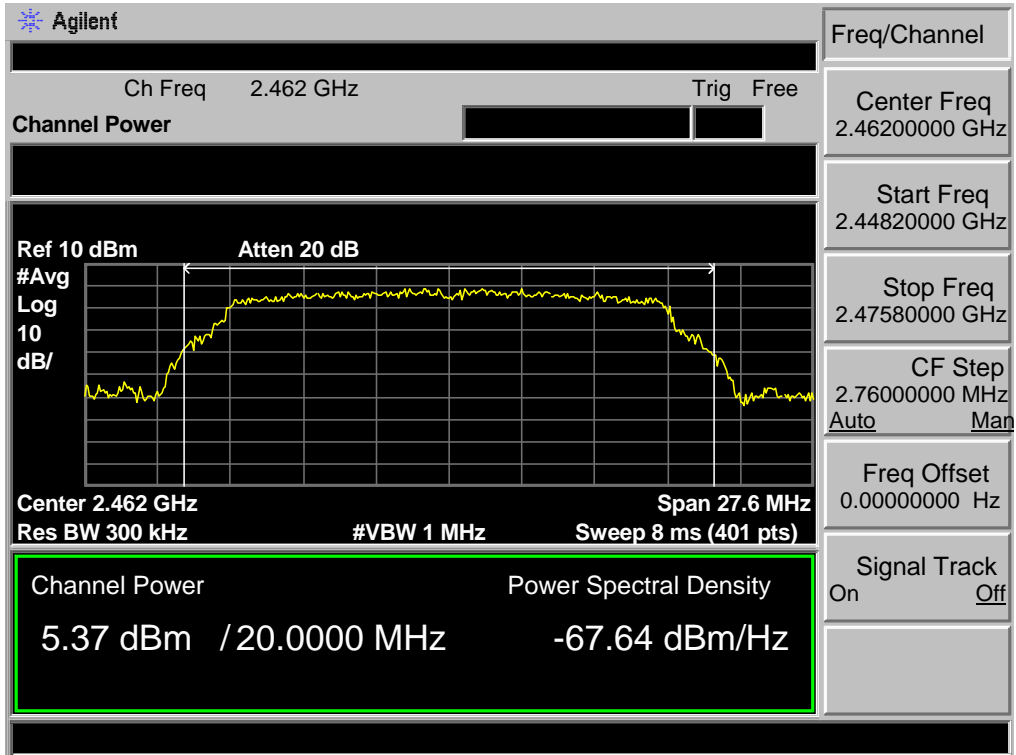 Agilent
Freq/Channel
Ch Freq 2.462 GHz Trig Free
Channel Power
Center Freq
2.46200000 GHz
Start Freq
2.44820000 GHz
Stop Freq
2.47580000 GHz
CF Step
2.76000000 MHz
Auto Man
Freq Offset
0.00000000 Hz
Signal Track
On Off
Ref 10 dBm Atten 20 dB
#Avg
Log
10
dB/
Center 2.462 GHz Span 27.6 MHz
Res BW 300 kHz #VBW 1 MHz Sweep 8 ms (401 pts)
Channel Power Power Spectral Density
5.37 dBm / 20.0000 MHz -67.64 dBm/Hz